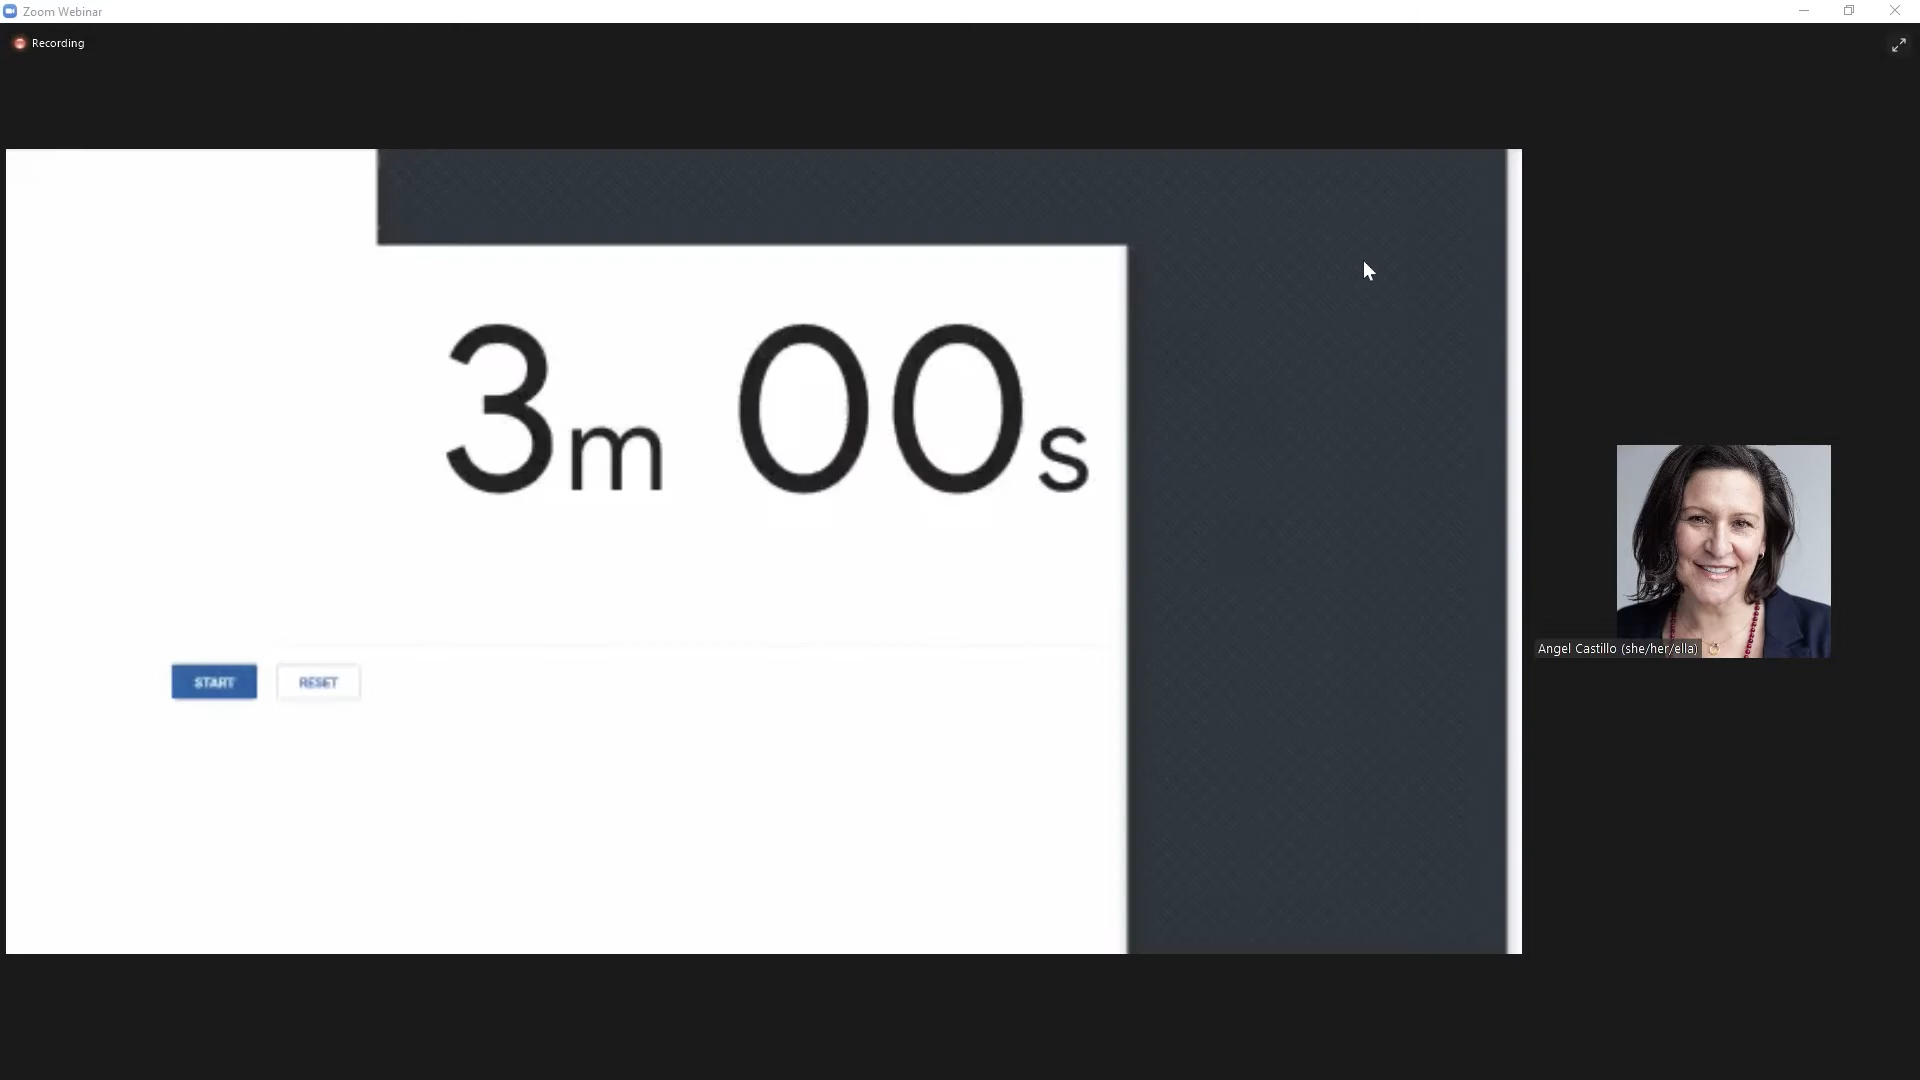 Zoom Webinar
Recording
3m 00s
START RESET
Angel Castillo (she/her/ella)